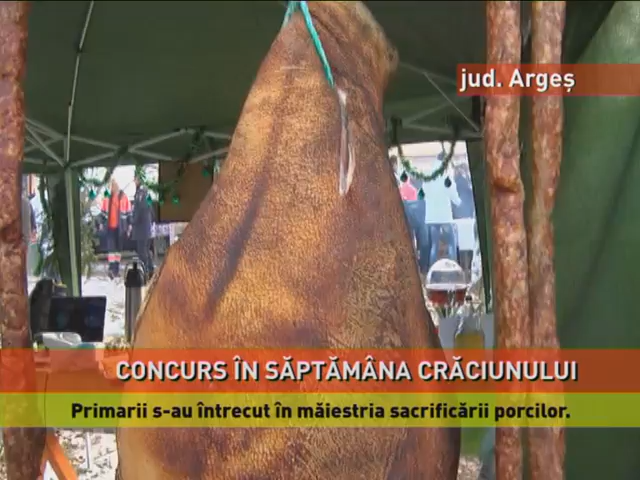 jud. Argeș
CONCURS ÎN SĂPTĂMÂNA CRĂCIUNULUI
Primarii s-au întrecut în măiestria sacrificării porcilor.